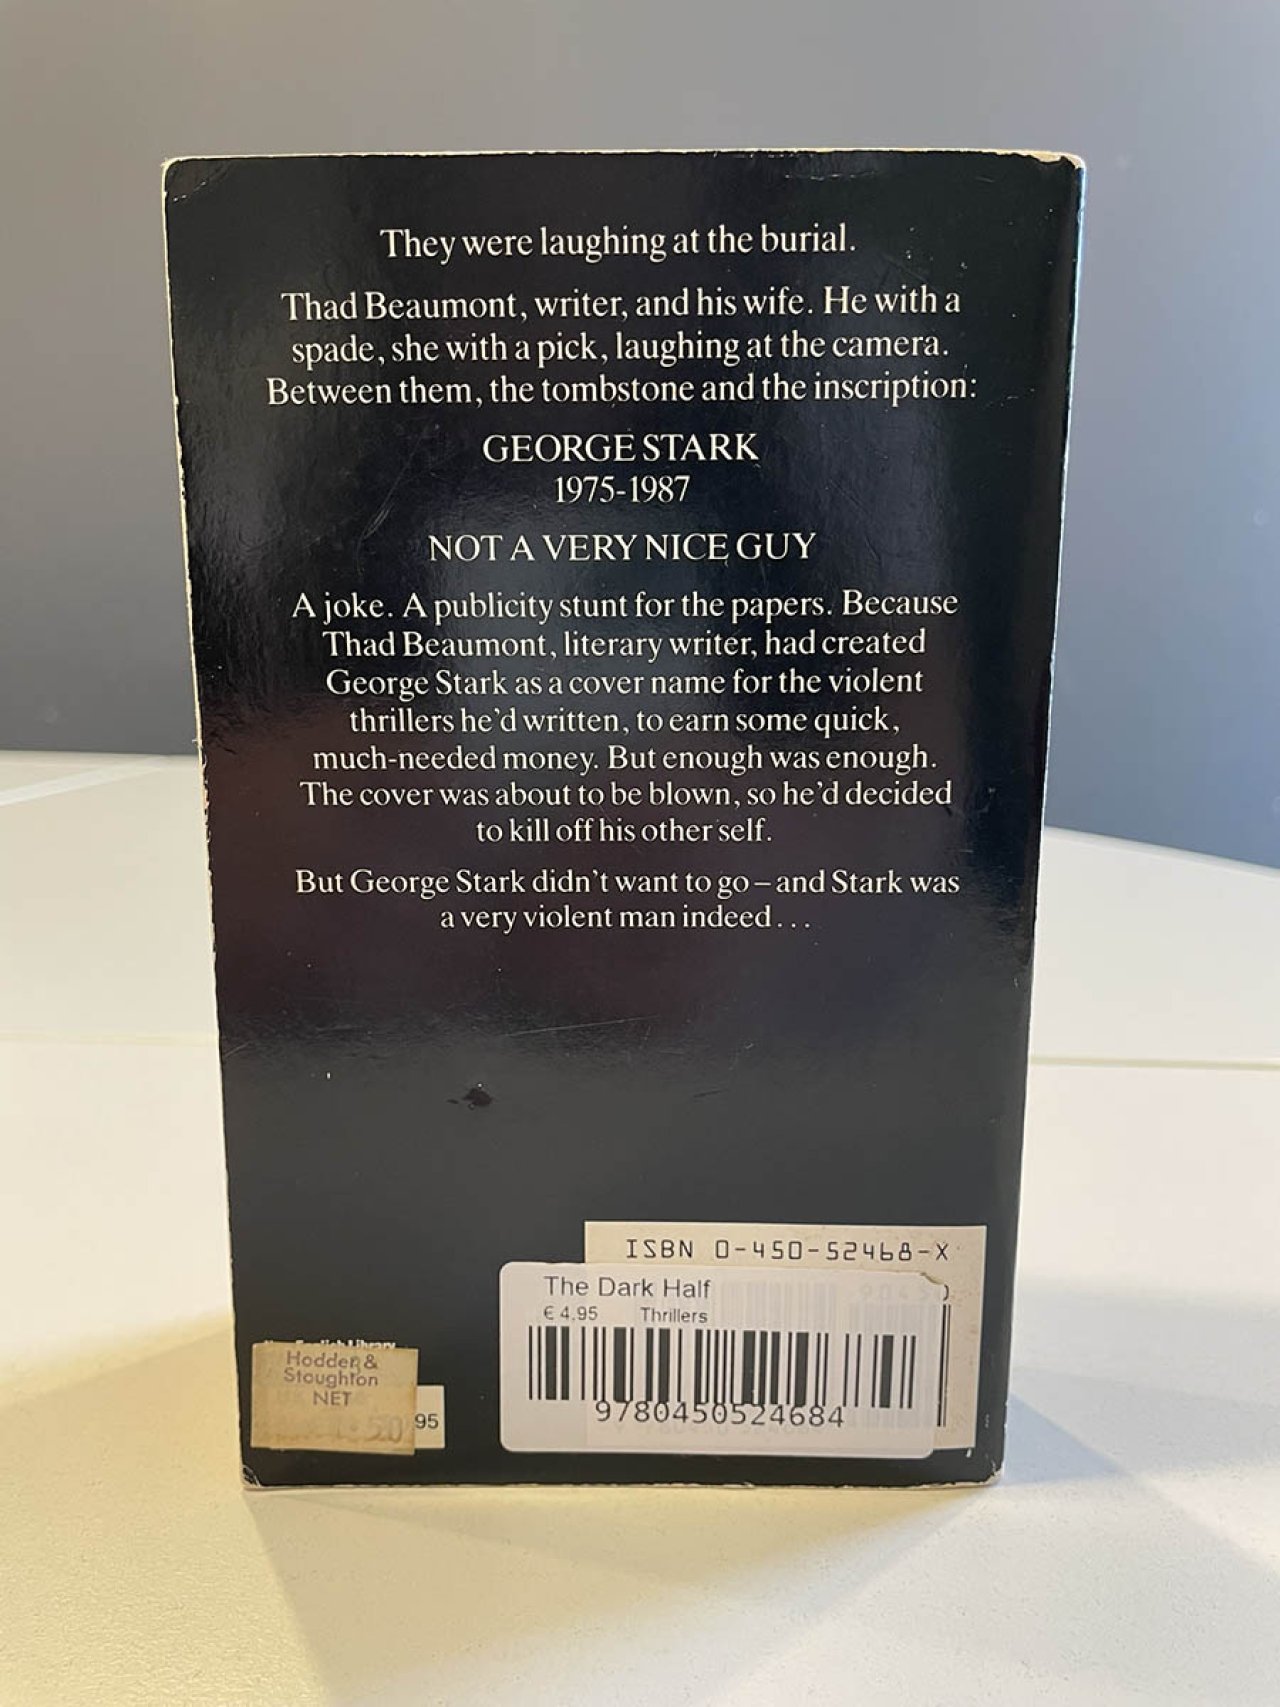 They were laughing at the burial.
Thad Beaumont, writer, and his wife. He with a
spade, she with a pick, laughing at the camera.
Between them, the tombstone and the inscription:
GEORGE STARK
1975-1987
NOT A VERY NICE GUY
A joke. A publicity stunt for the papers. Because
Thad Beaumont, literary writer, had created
George Stark as a cover name for the violent
thrillers he'd written, to earn some quick,
much-needed money. But enough was enough.
The cover was about to be blown, so he'd decided
to kill off his other self.
But George Stark didn't want to go – and Stark was
a very violent man indeed . . .
ISBN 0-450-52468-X
The Dark Half
€ 4.95 Thrillers
9780450524684
English Library
Hodder &
Stoughton
NET
95